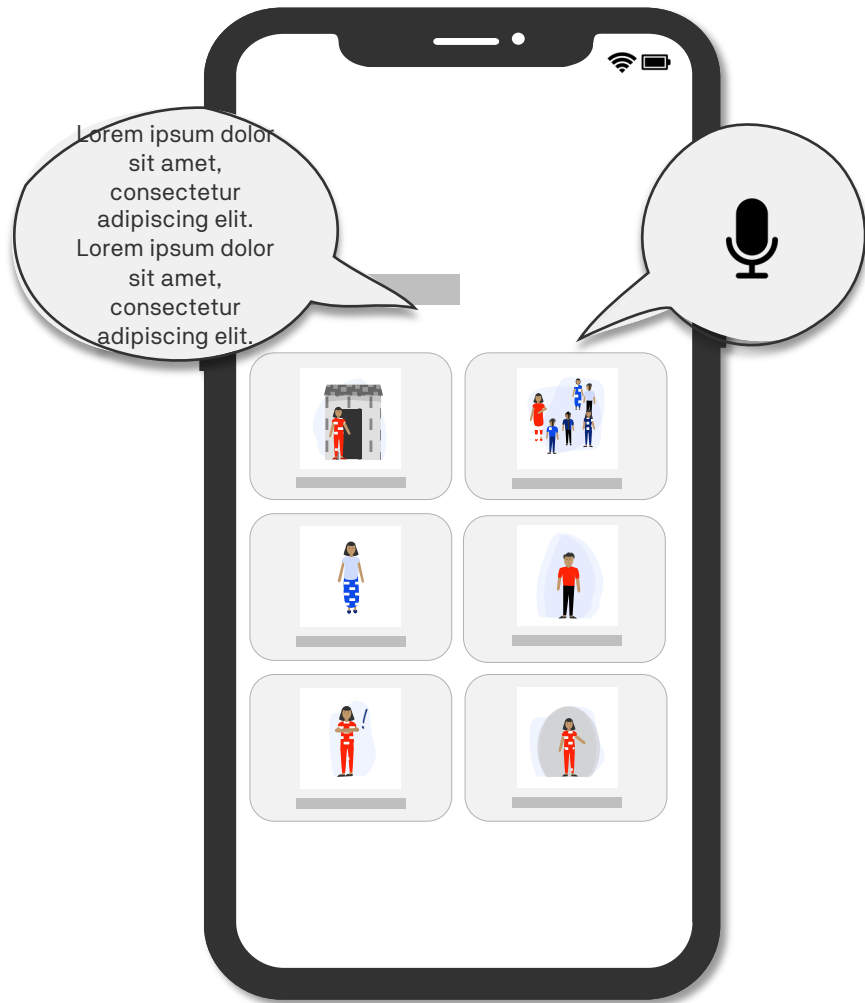 Lorem ipsum dolor
sit amet,
consectetur
adipiscing elit.
Lorem ipsum dolor
sit amet,
consectetur
adipiscing elit.